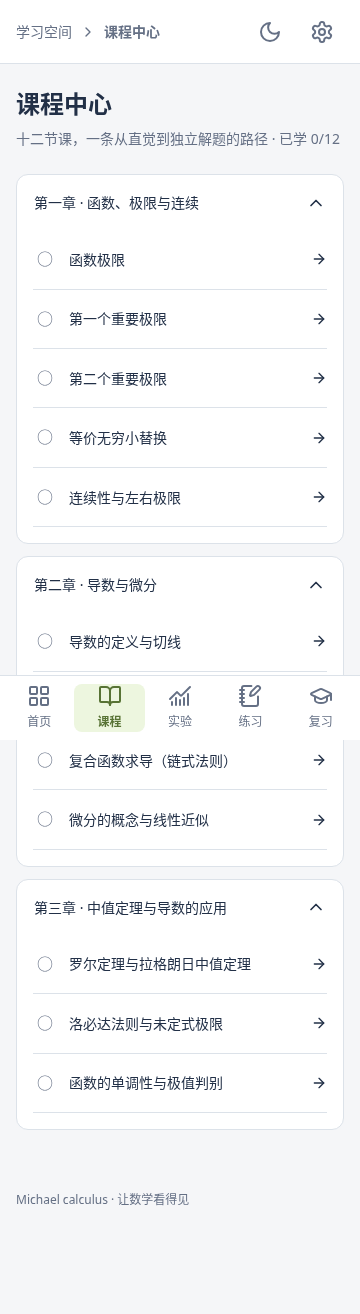 学习空间 > 课程中心
课程中心
十二节课，一条从直觉到独立解题的路径 · 已学 0/12
第一章 · 函数、极限与连续
函数极限
第一个重要极限
第二个重要极限
等价无穷小替换
连续性与左右极限
第二章 · 导数与微分
导数的定义与切线
首页 课程 实验 练习 复习
复合函数求导（链式法则）
微分的概念与线性近似
第三章 · 中值定理与导数的应用
罗尔定理与拉格朗日中值定理
洛必达法则与未定式极限
函数的单调性与极值判别
Michael calculus · 让数学看得见